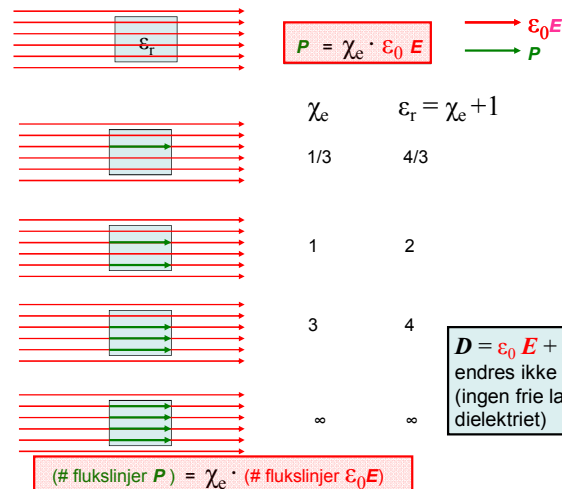 ε₀E
P
εᵣ
P = χₑ · ε₀ E
χₑ εᵣ = χₑ +1
1/3 4/3
1 2
3 4
D = ε₀ E +
endres ikke
(ingen frie la
dielektriet)
∞ ∞
(# flukslinjer P ) = χₑ · (# flukslinjer ε₀E)